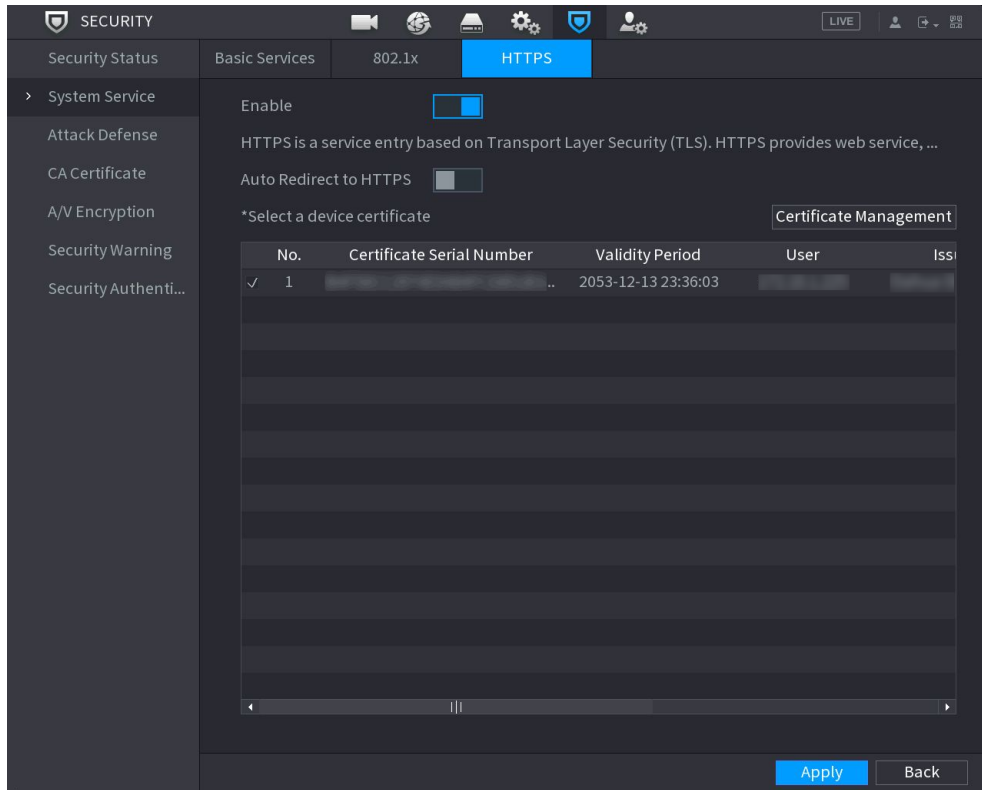 SECURITY
LIVE
Security Status
System Service
Attack Defense
CA Certificate
A/V Encryption
Security Warning
Security Authenti...
Basic Services 802.1x HTTPS
Enable
HTTPS is a service entry based on Transport Layer Security (TLS). HTTPS provides web service, ...
Auto Redirect to HTTPS
*Select a device certificate Certificate Management
No. Certificate Serial Number Validity Period User Issu
1 .. 2053-12-13 23:36:03
Apply Back